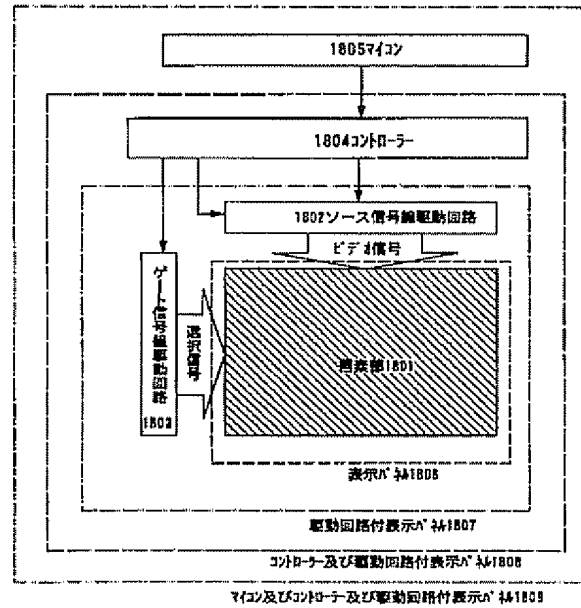 1805マイコン
1804コントローラー
1802ソース信号線駆動回路
ビデオ信号
ゲート信号線駆動回路
1803
選択信号
画素部1801
表示パネル1806
駆動回路付表示パネル1807
コントローラー及び駆動回路付表示パネル1808
マイコン及びコントローラー及び駆動回路付表示パネル1809